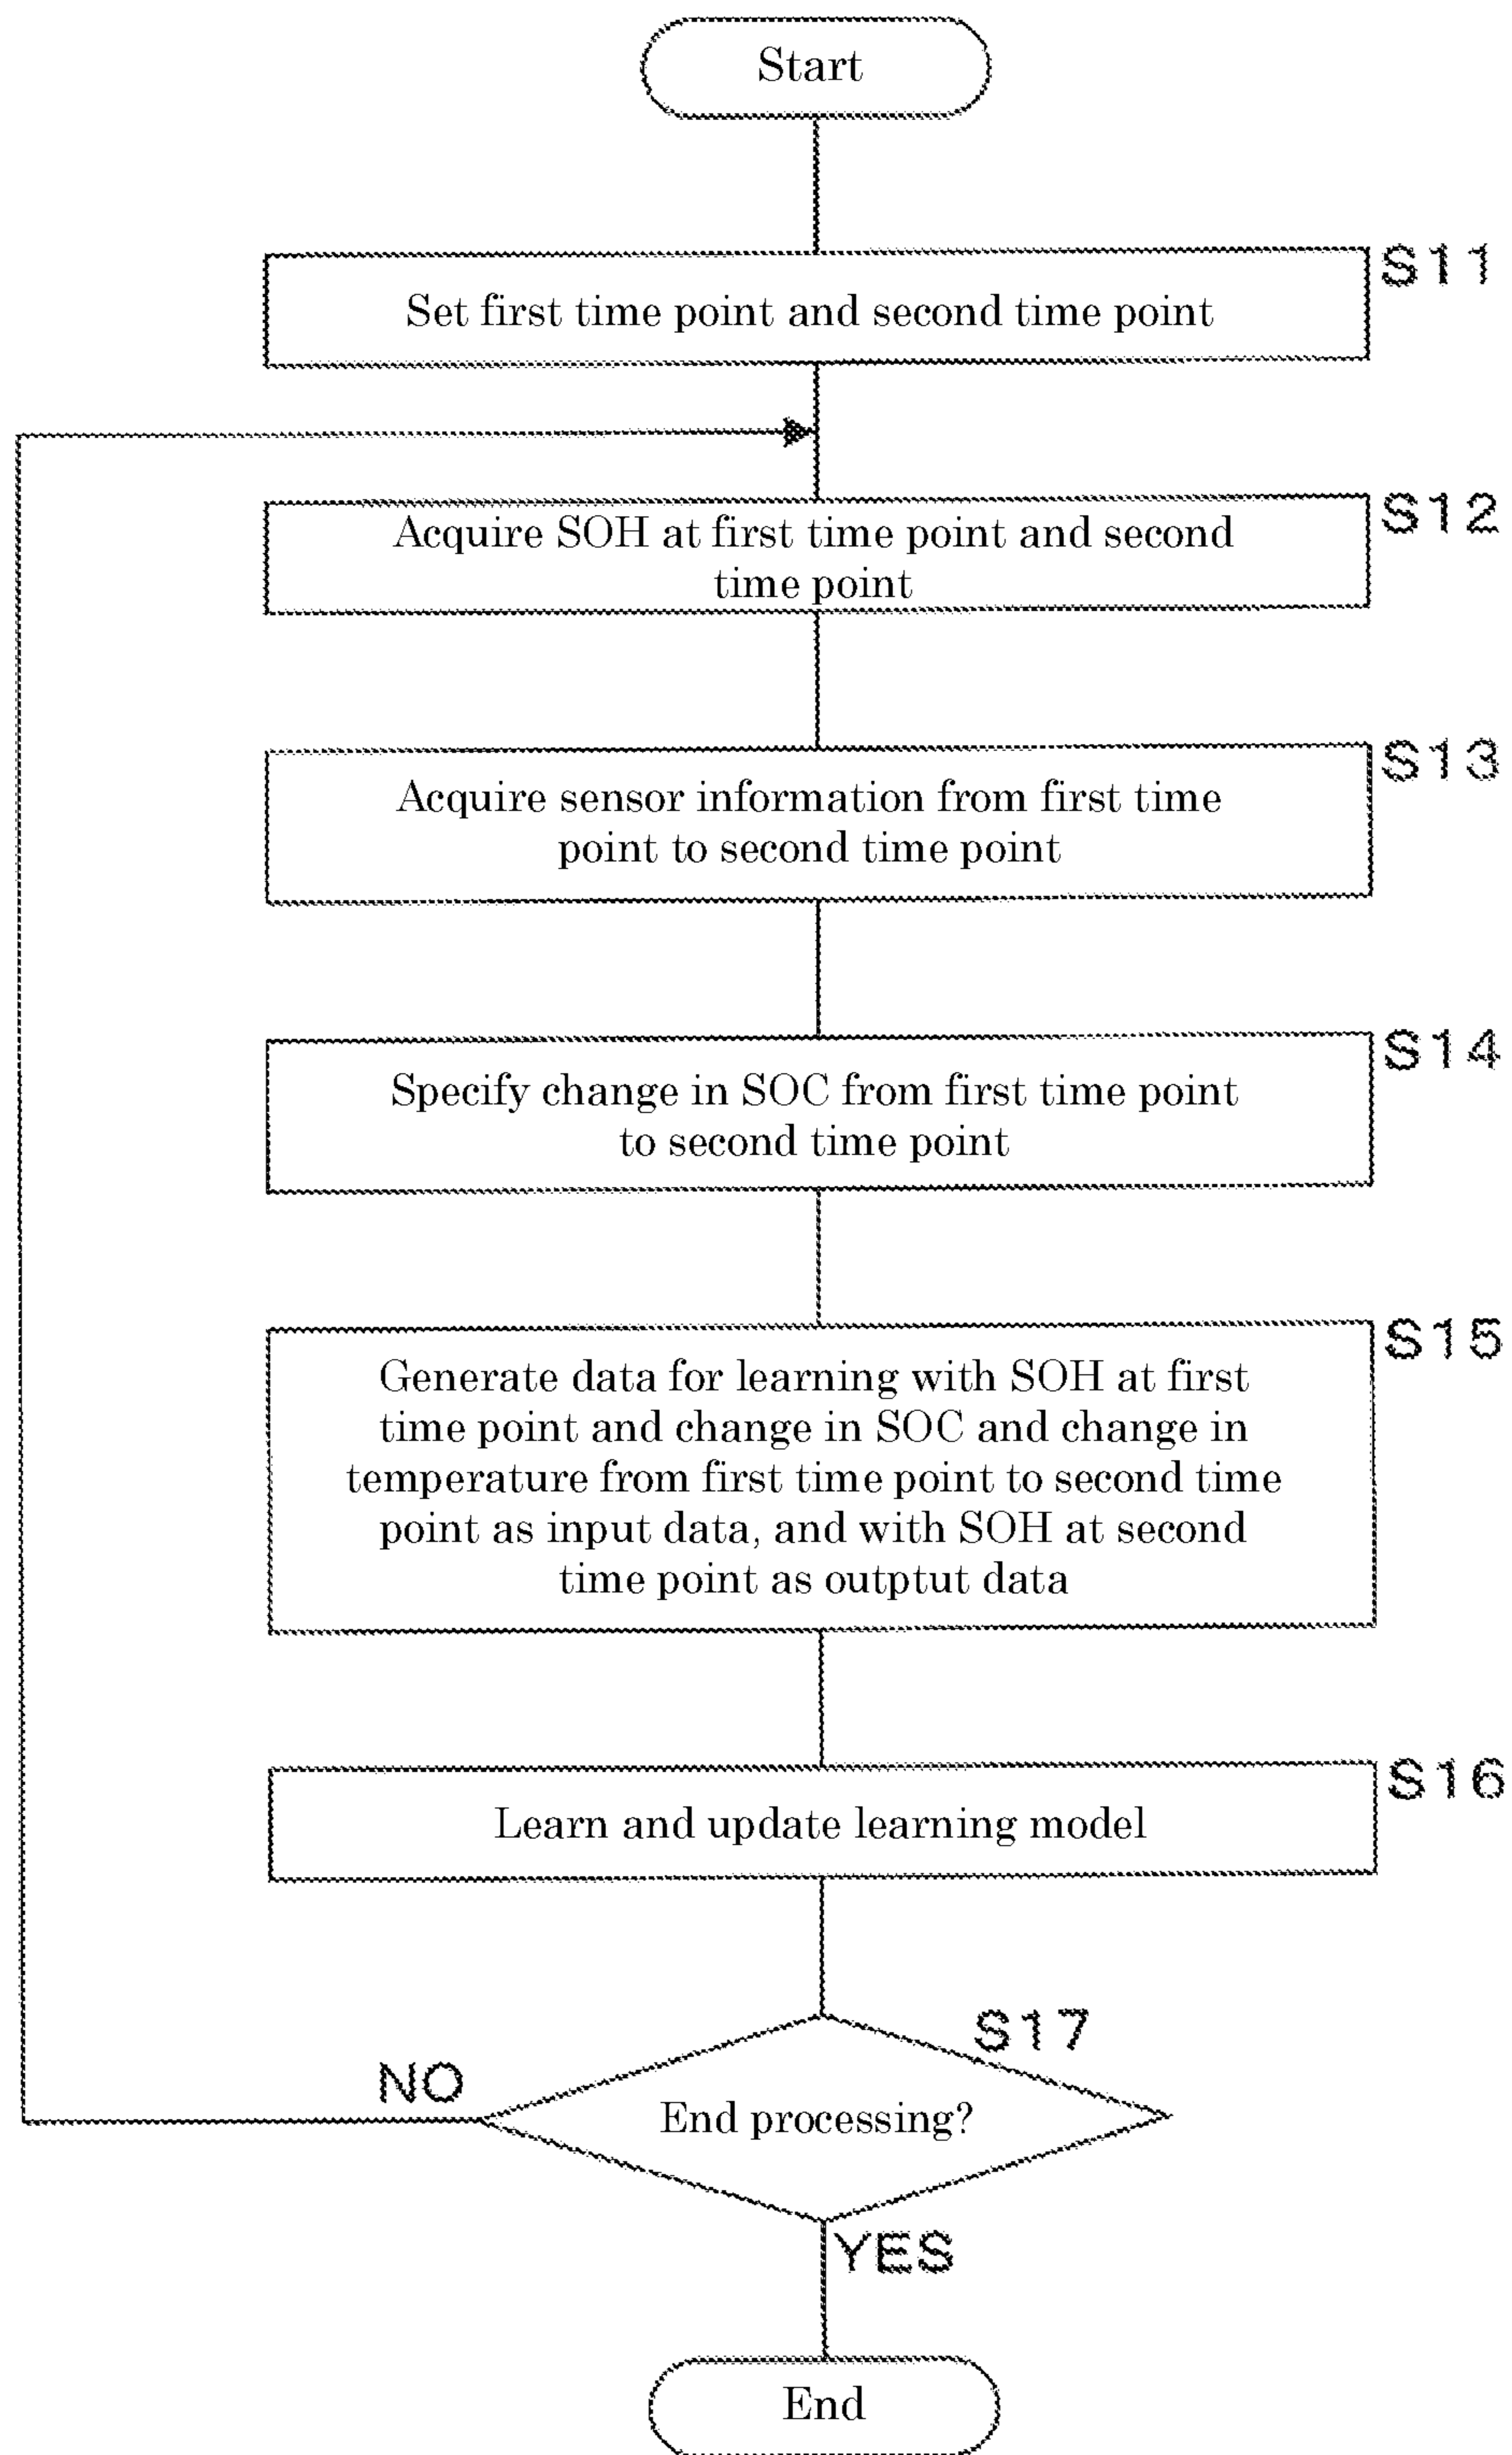 Start
S11
Set first time point and second time point
S12
Acquire SOH at first time point and second
time point
S13
Acquire sensor information from first time
point to second time point
S14
Specify change in SOC from first time point
to second time point
S15
Generate data for learning with SOH at first
time point and change in SOC and change in
temperature from first time point to second time
point as input data, and with SOH at second
time point as outptut data
S16
Learn and update learning model
S17
NO
End processing?
YES
End